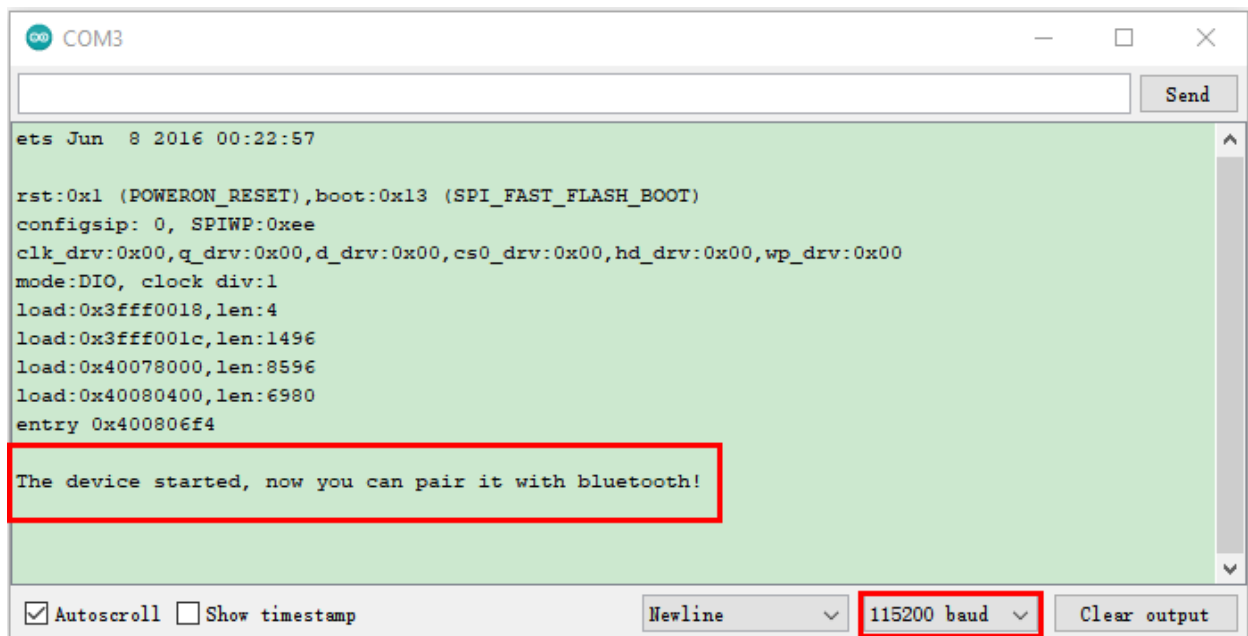 COM3
Send
ets Jun  8 2016 00:22:57
rst:0x1 (POWERON_RESET),boot:0x13 (SPI_FAST_FLASH_BOOT)
configsip: 0, SPIWP:0xee
clk_drv:0x00,q_drv:0x00,d_drv:0x00,cs0_drv:0x00,hd_drv:0x00,wp_drv:0x00
mode:DIO, clock div:1
load:0x3fff0018,len:4
load:0x3fff001c,len:1496
load:0x40078000,len:8596
load:0x40080400,len:6980
entry 0x400806f4
The device started, now you can pair it with bluetooth!
Autoscroll Show timestamp Newline 115200 baud Clear output